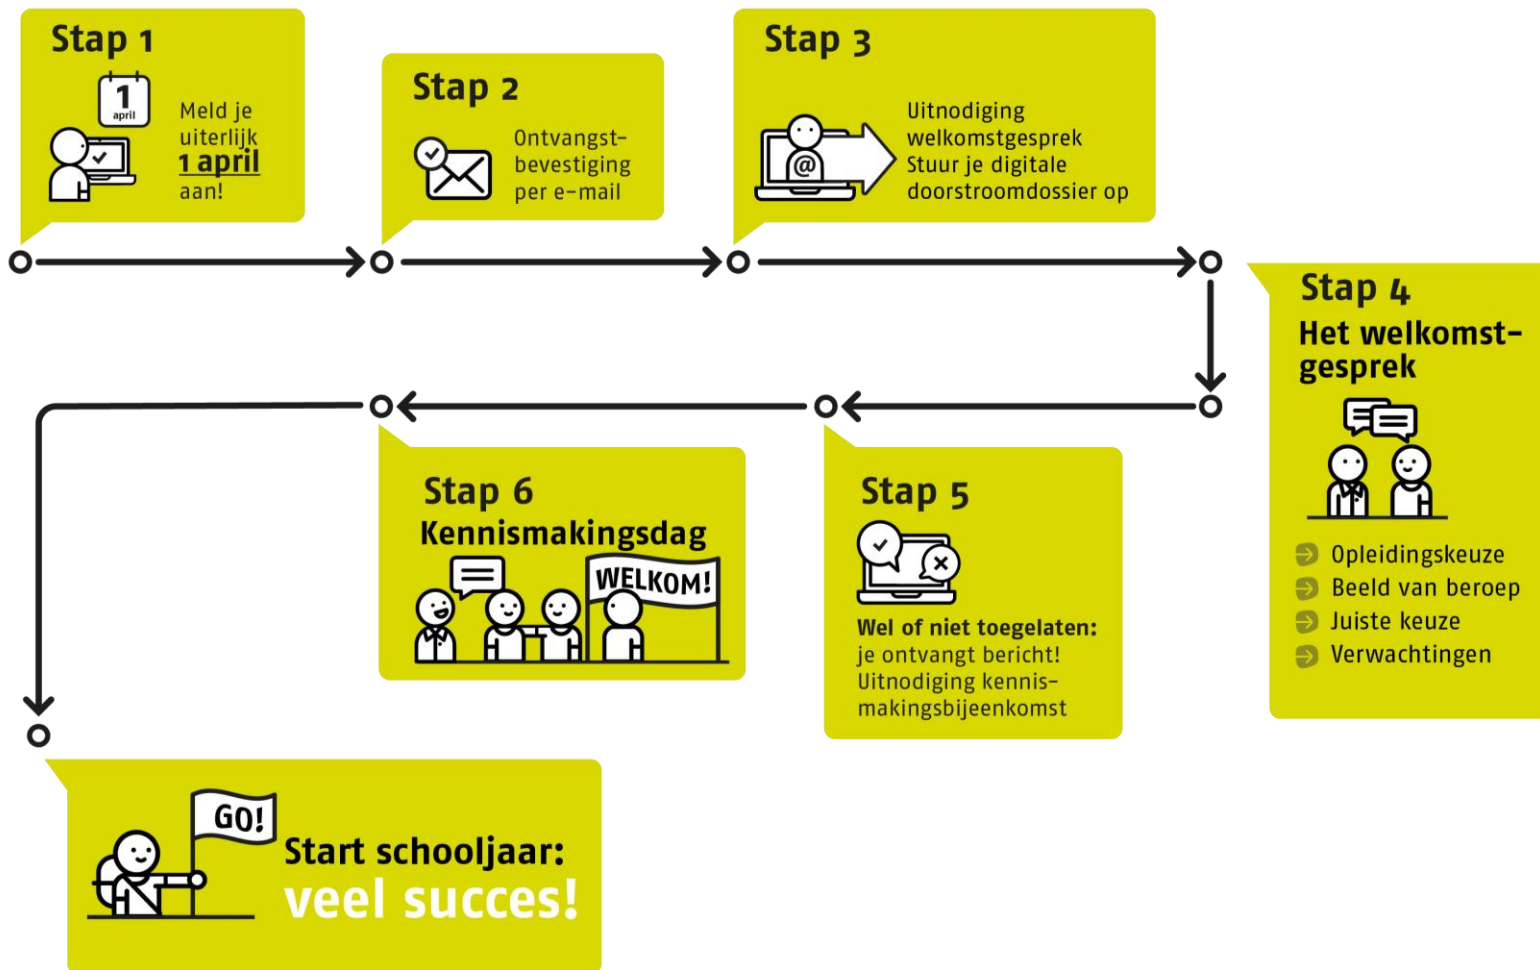 Stap 1
1
april
Meld je
uiterlijk
1 april
aan!
Stap 2
Ontvangst-
bevestiging
per e-mail
Stap 3
@
Uitnodiging
welkomstgesprek
Stuur je digitale
doorstroomdossier op
Stap 4
Het welkomst-
gesprek
Opleidingskeuze
Beeld van beroep
Juiste keuze
Verwachtingen
Stap 5
Wel of niet toegelaten:
je ontvangt bericht!
Uitnodiging kennis-
makingsbijeenkomst
Stap 6
Kennismakingsdag
WELKOM!
GO!
Start schooljaar:
veel succes!